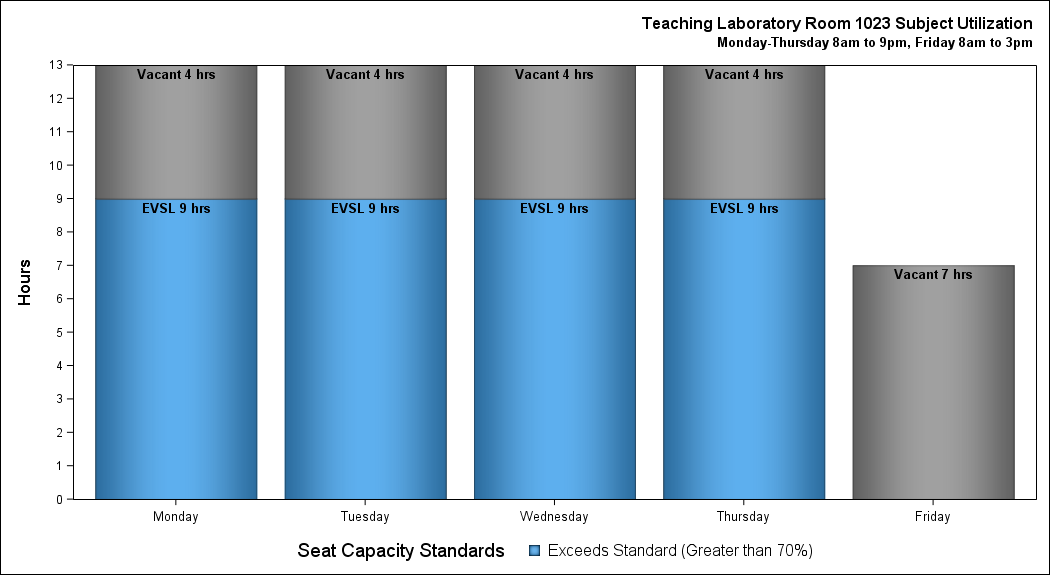 Teaching Laboratory Room 1023 Subject Utilization
Monday-Thursday 8am to 9pm, Friday 8am to 3pm
Hours
13
12
11
10
9
8
7
6
5
4
3
2
1
0
Vacant 4 hrs Vacant 4 hrs Vacant 4 hrs Vacant 4 hrs
EVSL 9 hrs EVSL 9 hrs EVSL 9 hrs EVSL 9 hrs
Vacant 7 hrs
Monday Tuesday Wednesday Thursday Friday
Seat Capacity Standards Exceeds Standard (Greater than 70%)